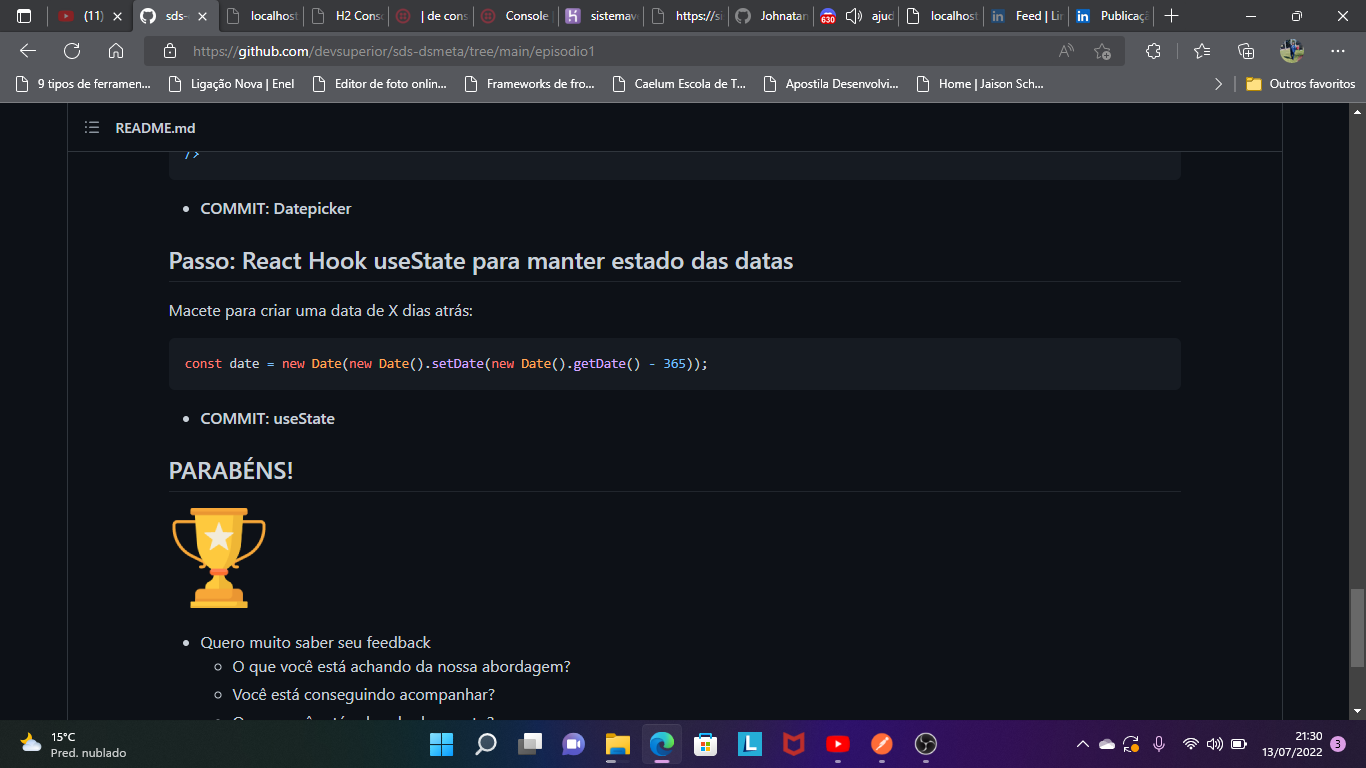 (11)
sds-
localhost
H2 Conso
| de cons
Console
sistemave
https://si
Johnatan
630
ajud
localhost
Feed | Lin
Publicaçã
https://github.com/devsuperior/sds-dsmeta/tree/main/episodio1
9 tipos de ferramen...
Ligação Nova | Enel
Editor de foto onlin...
Frameworks de fro...
Caelum Escola de T...
Apostila Desenvolvi...
Home | Jaison Sch...
Outros favoritos
README.md
/>
COMMIT: Datepicker
Passo: React Hook useState para manter estado das datas
Macete para criar uma data de X dias atrás:
const date = new Date(new Date().setDate(new Date().getDate() - 365));
COMMIT: useState
PARABÉNS!
Quero muito saber seu feedback
O que você está achando da nossa abordagem?
Você está conseguindo acompanhar?
15°C
Pred. nublado
21:30
13/07/2022
3